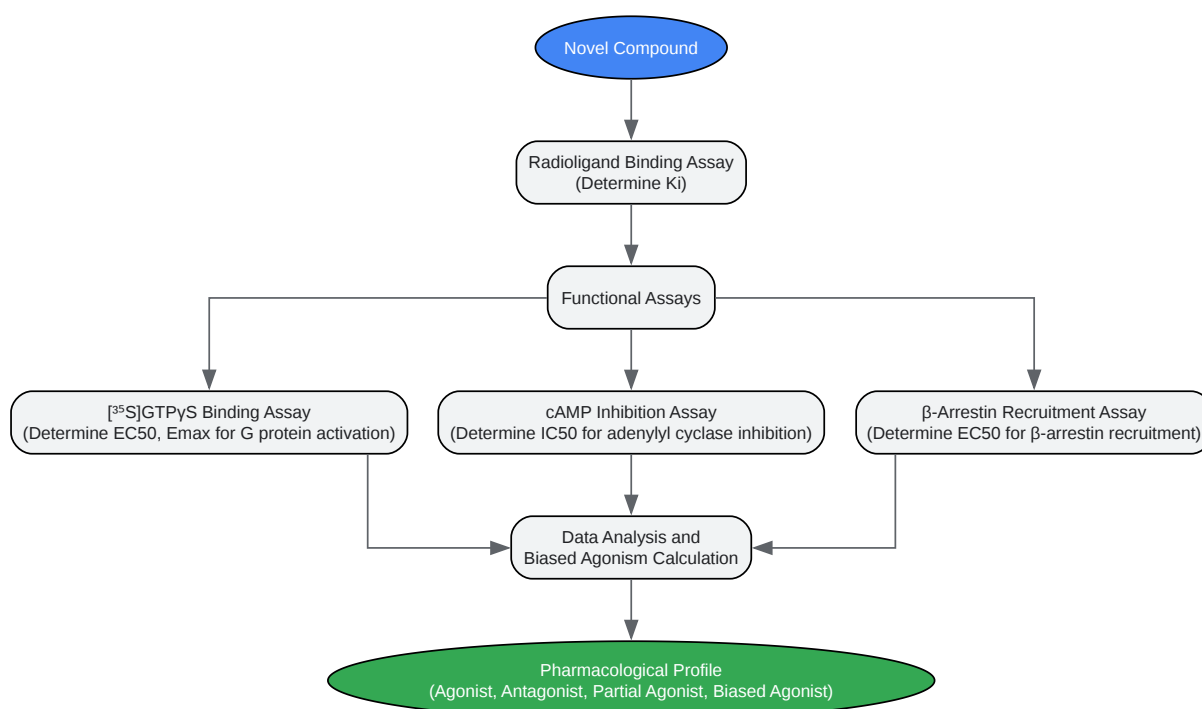 Novel Compound
Radioligand Binding Assay
(Determine Ki)
Functional Assays
[³⁵S]GTPγS Binding Assay
(Determine EC50, Emax for G protein activation)
cAMP Inhibition Assay
(Determine IC50 for adenylyl cyclase inhibition)
β-Arrestin Recruitment Assay
(Determine EC50 for β-arrestin recruitment)
Data Analysis and
Biased Agonism Calculation
Pharmacological Profile
(Agonist, Antagonist, Partial Agonist, Biased Agonist)